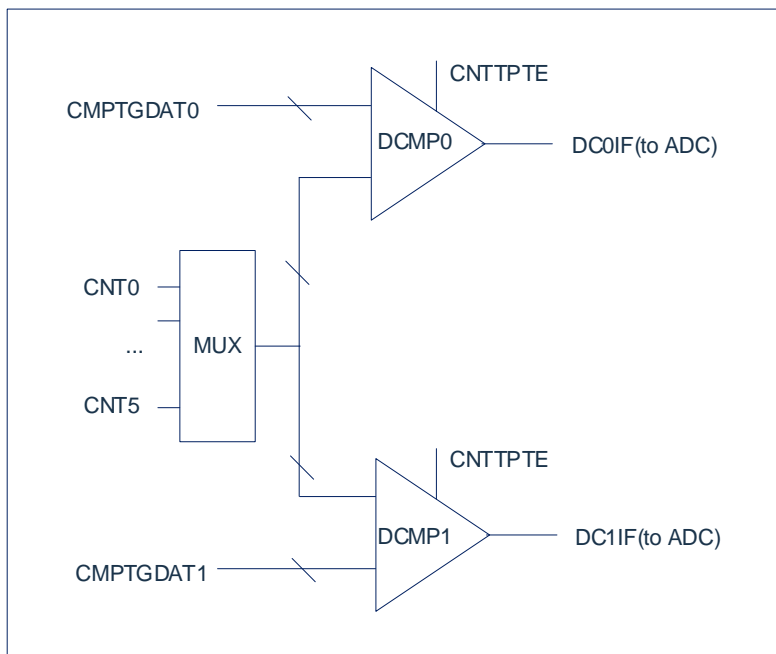 CNTTPTE
CMPTGDAT0
DCMP0
DC0IF(to ADC)
CNT0
...
MUX
CNT5
CNTTPTE
DCMP1
DC1IF(to ADC)
CMPTGDAT1